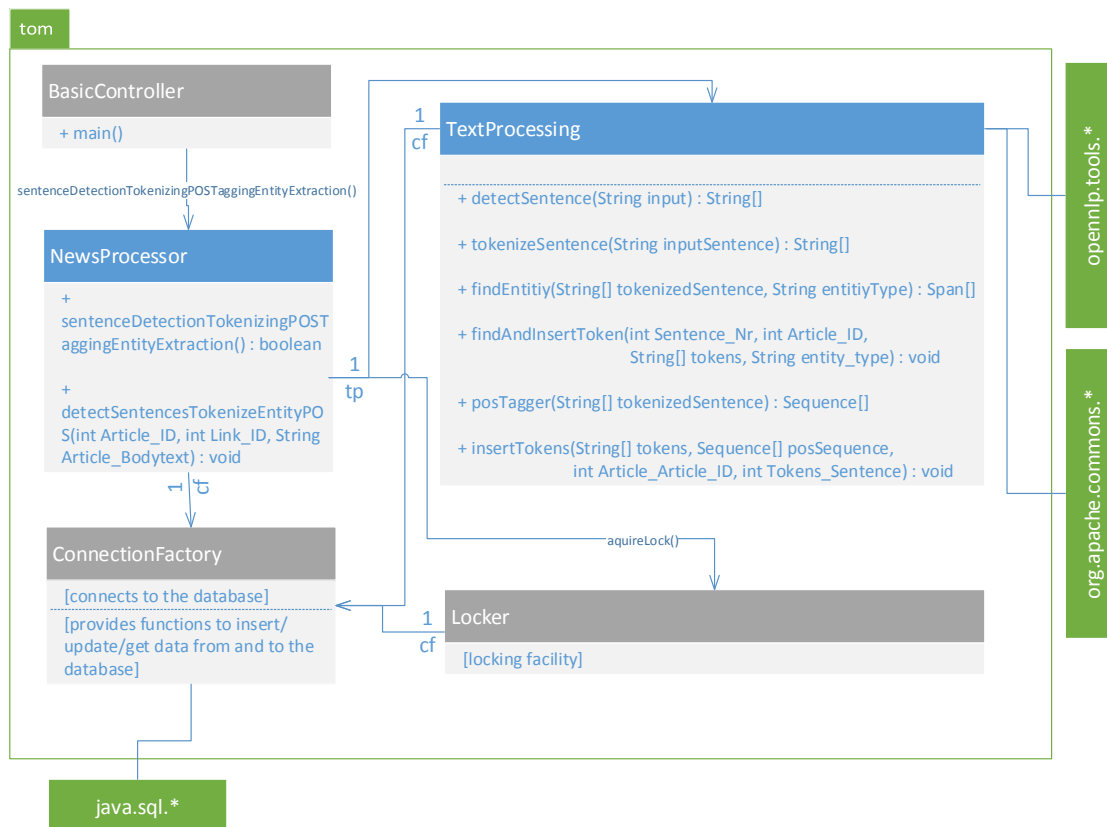 tom
BasicController
+ main()
sentenceDetectionTokenizingPOSTaggingEntityExtraction()
NewsProcessor
+
sentenceDetectionTokenizingPOST
aggingEntityExtraction() : boolean
+
detectSentencesTokenizeEntityPO
S(int Article_ID, int Link_ID, String
Article_Bodytext) : void
1
tp
1
cf
ConnectionFactory
[connects to the database]
[provides functions to insert/
update/get data from and to the
database]
java.sql.*
1
cf
TextProcessing
+ detectSentence(String input) : String[]
+ tokenizeSentence(String inputSentence) : String[]
+ findEntitiy(String[] tokenizedSentence, String entitiyType) : Span[]
+ findAndInsertToken(int Sentence_Nr, int Article_ID,
String[] tokens, String entity_type) : void
+ posTagger(String[] tokenizedSentence) : Sequence[]
+ insertTokens(String[] tokens, Sequence[] posSequence,
int Article_Article_ID, int Tokens_Sentence) : void
aquireLock()
1
cf
Locker
[locking facility]
opennlp.tools.*
org.apache.commons.*